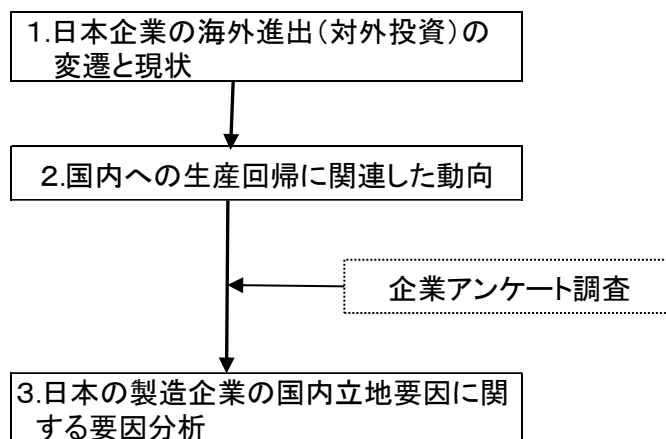 １.日本企業の海外進出（対外投資）の
変遷と現状
２.国内への生産回帰に関連した動向
企業アンケート調査
３.日本の製造企業の国内立地要因に関
する要因分析